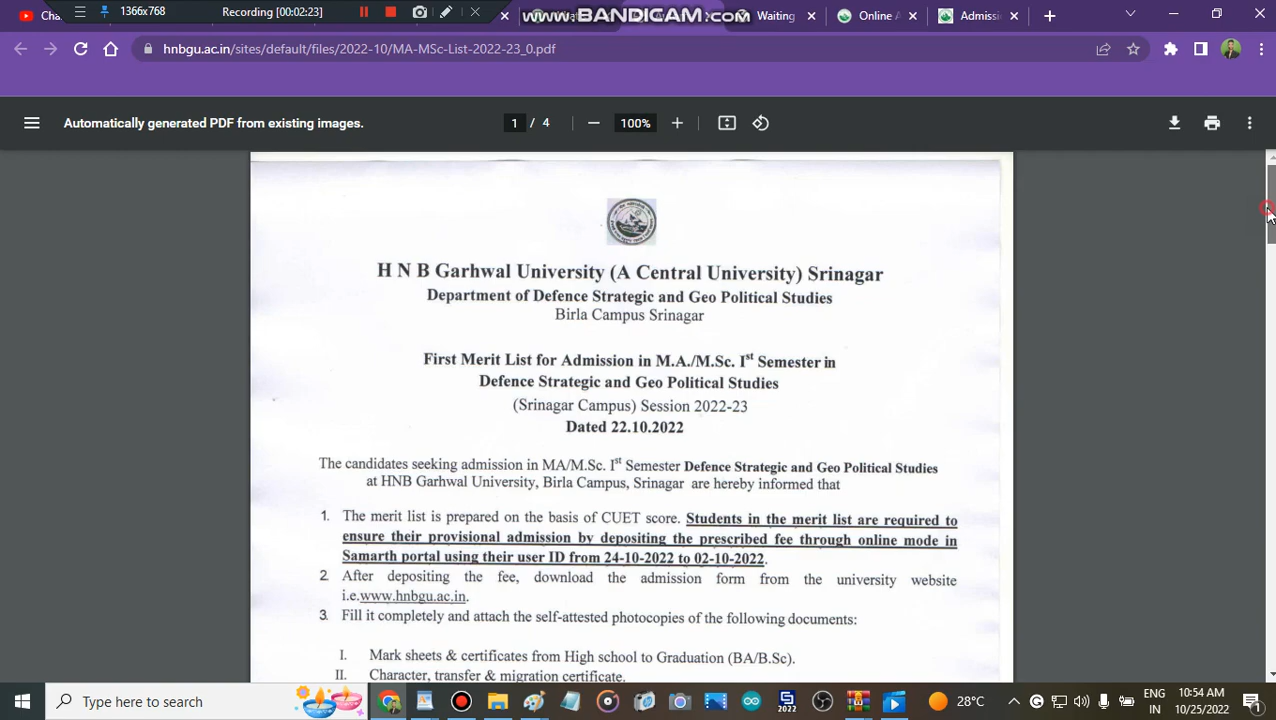 1366x768
Recording [00:02:23]
Cha
www.BANDICAM.com
Waiting
Online A
Admissi
hnbgu.ac.in/sites/default/files/2022-10/MA-MSc-List-2022-23_0.pdf
Automatically generated PDF from existing images.
1 / 4
100%
H N B Garhwal University (A Central University) Srinagar
Department of Defence Strategic and Geo Political Studies
Birla Campus Srinagar
First Merit List for Admission in M.A./M.Sc. Ist Semester in
Defence Strategic and Geo Political Studies
(Srinagar Campus) Session 2022-23
Dated 22.10.2022
The candidates seeking admission in MA/M.Sc. Ist Semester Defence Strategic and Geo Political Studies
at HNB Garhwal University, Birla Campus, Srinagar are hereby informed that
1. The merit list is prepared on the basis of CUET score. Students in the merit list are required to
ensure their provisional admission by depositing the prescribed fee through online mode in
Samarth portal using their user ID from 24-10-2022 to 02-10-2022.
2. After depositing the fee, download the admission form from the university website
i.e.www.hnbgu.ac.in.
3. Fill it completely and attach the self-attested photocopies of the following documents:
I. Mark sheets & certificates from High school to Graduation (BA/B.Sc).
II. Character, transfer & migration certificate.
Type here to search
28°C
ENG
IN
10:54 AM
10/25/2022